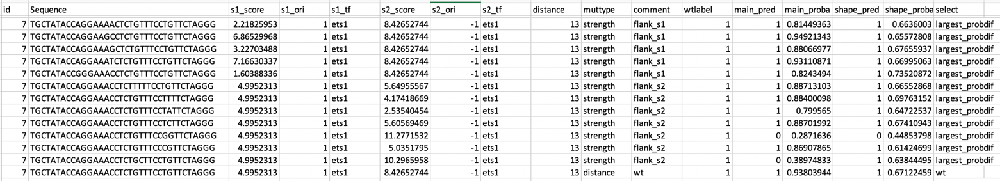 id Sequence s1_score s1_ori s1_tf s2_score s2_ori s2_tf distance muttype comment wtlabel main_pred main_proba shape_pred shape_proba select
7 TGCTATACCAGGAAAACTCTGTTTCCTGTTCTAGGG 2.21825953 1 ets1 8.42652744 -1 ets1 13 strength flank_s1 1 1 0.81449363 1 0.6636003 largest_probdif
7 TGCTATACCAGGAAGCCTCTGTTTCCTGTTCTAGGG 6.86529968 1 ets1 8.42652744 -1 ets1 13 strength flank_s1 1 1 0.94921343 1 0.65572808 largest_probdif
7 TGCTATACCAGGAAAGCTCTGTTTCCTGTTCTAGGG 3.22703488 1 ets1 8.42652744 -1 ets1 13 strength flank_s1 1 1 0.88066977 1 0.67655937 largest_probdif
7 TGCTATACCAGGAAATCTCTGTTTCCTGTTCTAGGG 7.16630337 1 ets1 8.42652744 -1 ets1 13 strength flank_s1 1 1 0.93110871 1 0.66995063 largest_probdif
7 TGCTATACCGGGAAACCTCTGTTTCCTGTTCTAGGG 1.60388336 1 ets1 8.42652744 -1 ets1 13 strength flank_s1 1 1 0.8243494 1 0.73520872 largest_probdif
7 TGCTATACCAGGAAACCTCTTTTTCCTGTTCTAGGG 4.9952313 1 ets1 5.64955567 -1 ets1 13 strength flank_s2 1 1 0.88713103 1 0.66552868 largest_probdif
7 TGCTATACCAGGAAACCTCTGTTTCCTTTTCTAGGG 4.9952313 1 ets1 4.17418669 -1 ets1 13 strength flank_s2 1 1 0.88400098 1 0.69763152 largest_probdif
7 TGCTATACCAGGAAACCTCTGTTTCCTATTCTAGGG 4.9952313 1 ets1 2.53540454 -1 ets1 13 strength flank_s2 1 1 0.799565 1 0.64722537 largest_probdif
7 TGCTATACCAGGAAACCTCTGTTTCCTCTTCTAGGG 4.9952313 1 ets1 5.60569469 -1 ets1 13 strength flank_s2 1 1 0.88701992 1 0.67410943 largest_probdif
7 TGCTATACCAGGAAACCTCTGTTTCCGGTTCTAGGG 4.9952313 1 ets1 11.2771532 -1 ets1 13 strength flank_s2 1 0 0.2871636 0 0.44853798 largest_probdif
7 TGCTATACCAGGAAACCTCTGTTTCCCGTTCTAGGG 4.9952313 1 ets1 5.0351795 -1 ets1 13 strength flank_s2 1 1 0.86907865 1 0.61424699 largest_probdif
7 TGCTATACCAGGAAACCTCTGCTTCCTGTTCTAGGG 4.9952313 1 ets1 10.2965958 -1 ets1 13 strength flank_s2 1 0 0.38974833 1 0.63844495 largest_probdif
7 TGCTATACCAGGAAACCTCTGTTTCCTGTTCTAGGG 4.9952313 1 ets1 8.42652744 -1 ets1 13 distance wt 1 1 0.93803944 1 0.67122459 wt